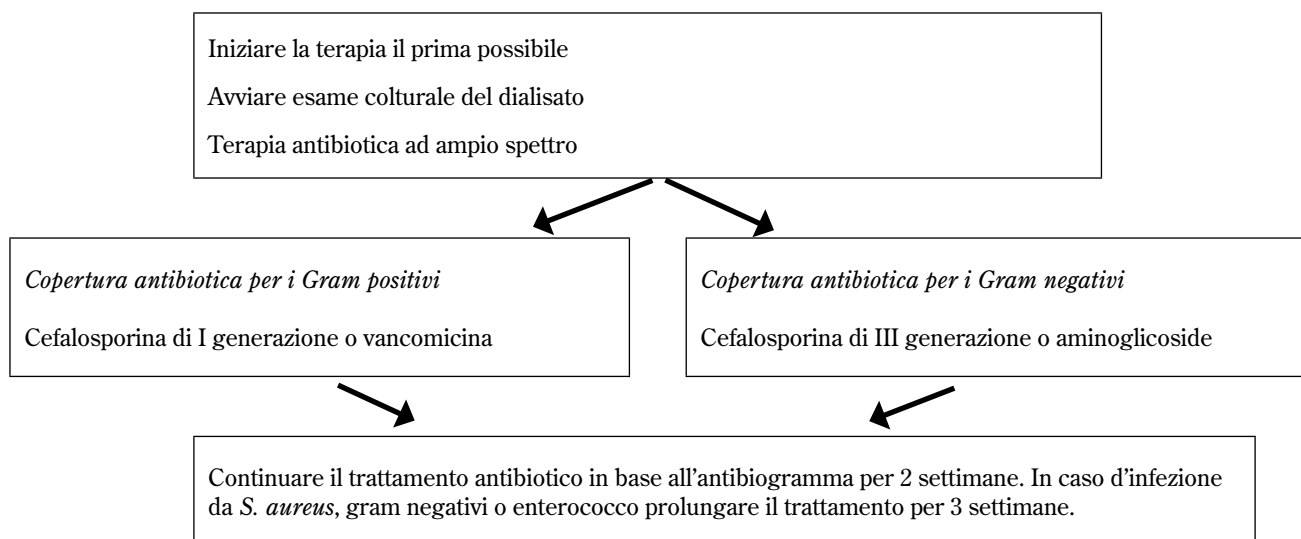 Iniziare la terapia il prima possibile
Avviare esame colturale del dialisato
Terapia antibiotica ad ampio spettro
Copertura antibiotica per i Gram positivi
Cefalosporina di I generazione o vancomicina
Copertura antibiotica per i Gram negativi
Cefalosporina di III generazione o aminoglicoside
Continuare il trattamento antibiotico in base all’antibiogramma per 2 settimane. In caso d’infezione
da S. aureus, gram negativi o enterococco prolungare il trattamento per 3 settimane.